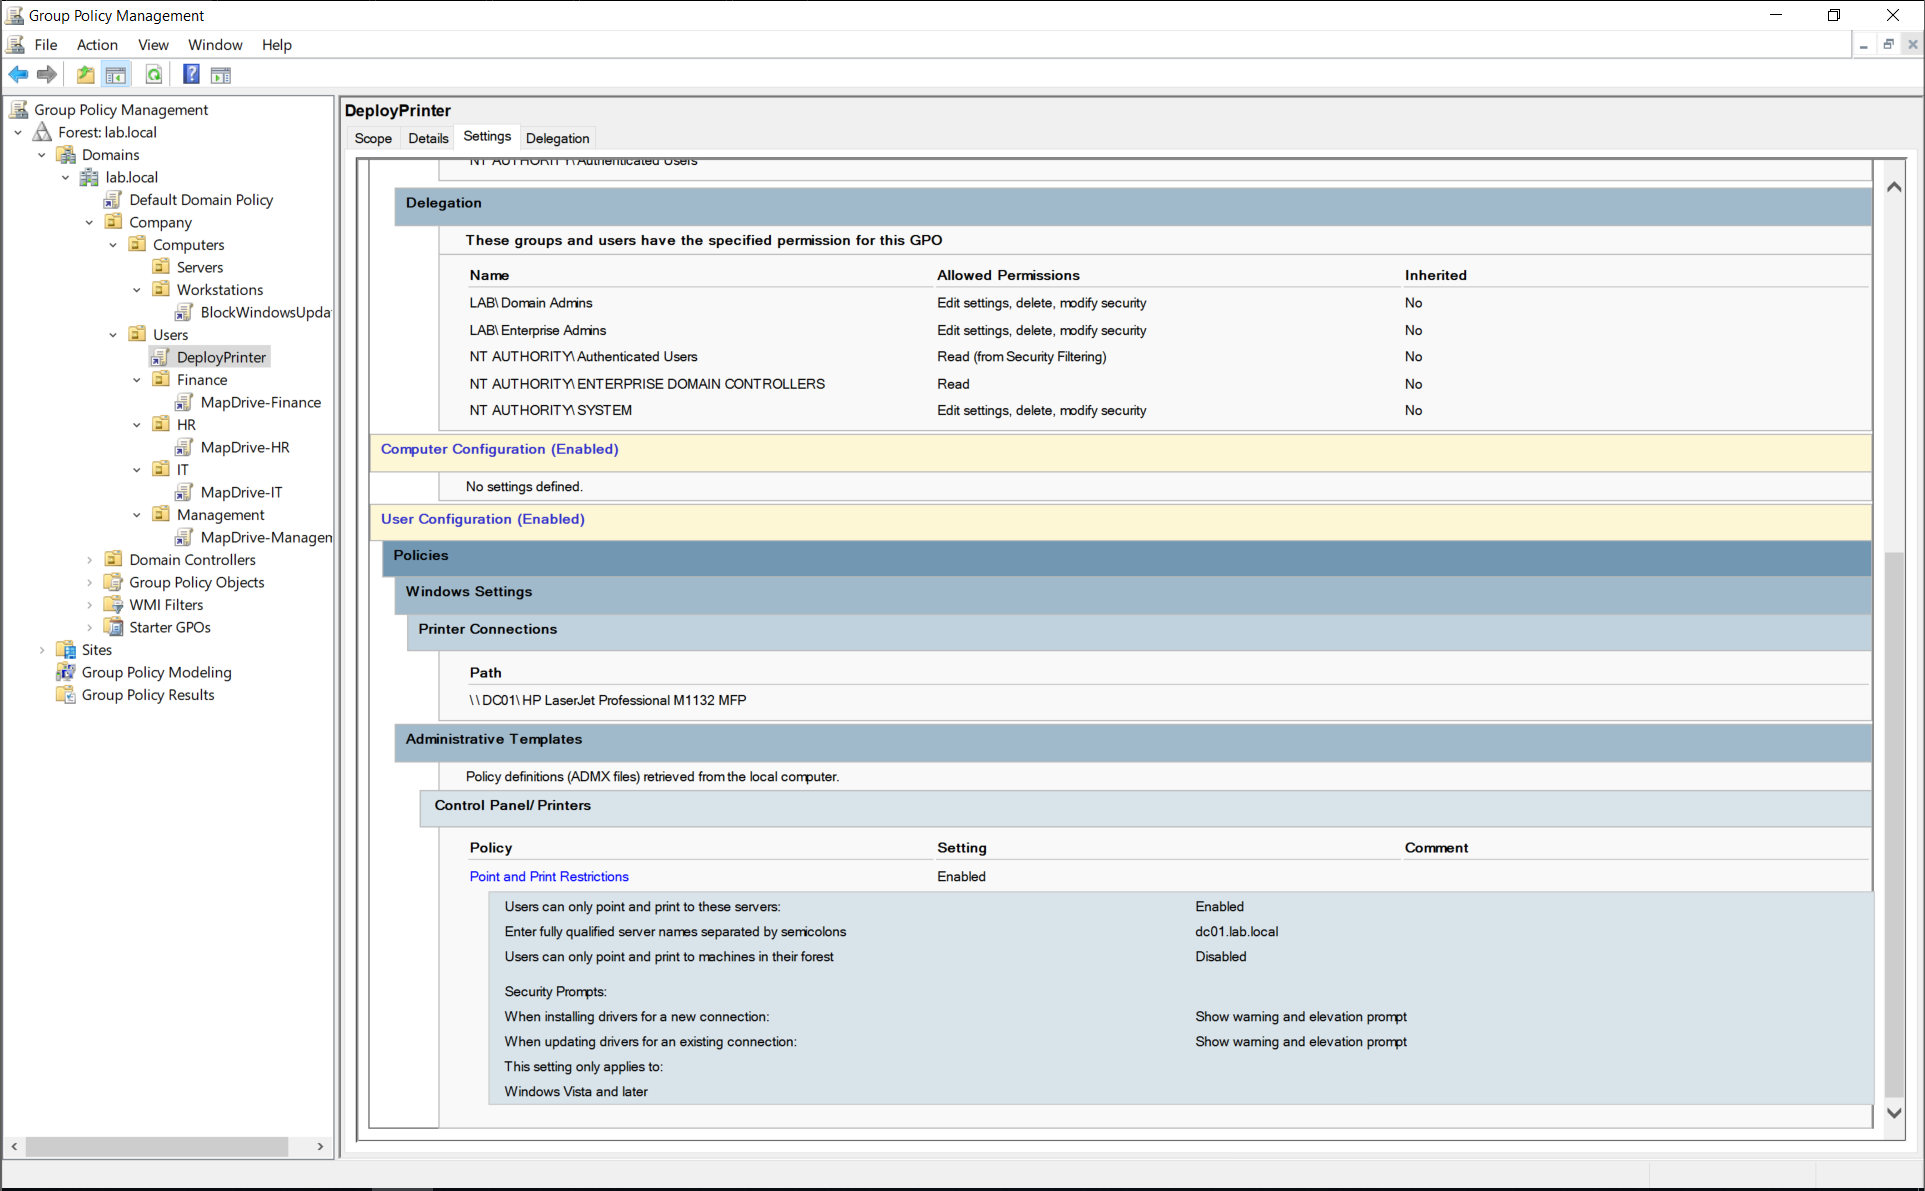 Group Policy Management
File Action View Window Help
Group Policy Management
Forest: lab.local
Domains
lab.local
Default Domain Policy
Company
Computers
Servers
Workstations
BlockWindowsUpda
Users
DeployPrinter
Finance
MapDrive-Finance
HR
MapDrive-HR
IT
MapDrive-IT
Management
MapDrive-Managem
Domain Controllers
Group Policy Objects
WMI Filters
Starter GPOs
Sites
Group Policy Modeling
Group Policy Results
DeployPrinter
Scope Details Settings Delegation
NT AUTHORITY\Authenticated Users
Delegation
These groups and users have the specified permission for this GPO
Name Allowed Permissions Inherited
LAB\Domain Admins Edit settings, delete, modify security No
LAB\Enterprise Admins Edit settings, delete, modify security No
NT AUTHORITY\Authenticated Users Read (from Security Filtering) No
NT AUTHORITY\ENTERPRISE DOMAIN CONTROLLERS Read No
NT AUTHORITY\SYSTEM Edit settings, delete, modify security No
Computer Configuration (Enabled)
No settings defined.
User Configuration (Enabled)
Policies
Windows Settings
Printer Connections
Path
\\DC01\HP LaserJet Professional M1132 MFP
Administrative Templates
Policy definitions (ADMX files) retrieved from the local computer.
Control Panel/Printers
Policy Setting Comment
Point and Print Restrictions Enabled
Users can only point and print to these servers: Enabled
Enter fully qualified server names separated by semicolons dc01.lab.local
Users can only point and print to machines in their forest Disabled
Security Prompts:
When installing drivers for a new connection: Show warning and elevation prompt
When updating drivers for an existing connection: Show warning and elevation prompt
This setting only applies to:
Windows Vista and later